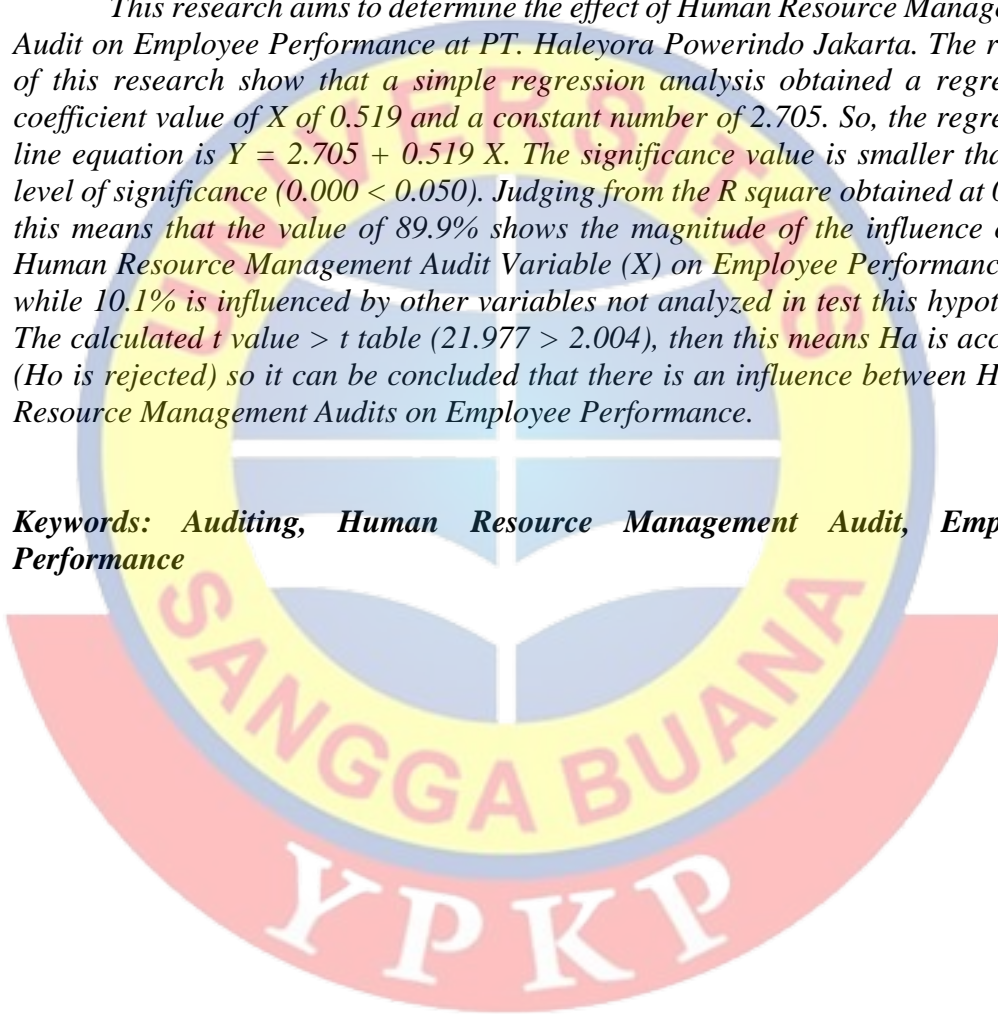 This research aims to determine the effect of Human Resource Manage
Audit on Employee Performance at PT. Haleyora Powerindo Jakarta. The r
of this research show that a simple regression analysis obtained a regre
coefficient value of X of 0.519 and a constant number of 2.705. So, the regre
line equation is Y = 2.705 + 0.519 X. The significance value is smaller tha
level of significance (0.000 < 0.050). Judging from the R square obtained at 0
this means that the value of 89.9% shows the magnitude of the influence o
Human Resource Management Audit Variable (X) on Employee Performanc
while 10.1% is influenced by other variables not analyzed in test this hypot
The calculated t value > t table (21.977 > 2.004), then this means Ha is acc
(Ho is rejected) so it can be concluded that there is an influence between H
Resource Management Audits on Employee Performance.
Keywords: Auditing, Human Resource Management Audit, Emp
Performance
UNIVERSITAS
SANGGA BUANA
YPKP